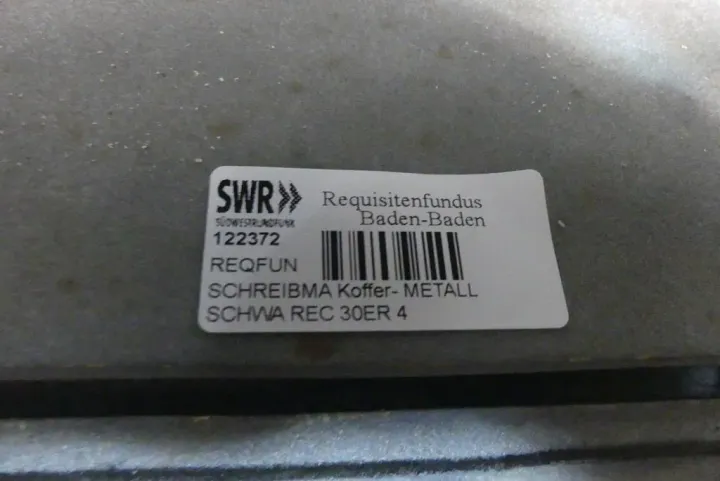 SWR
SÜDWESTRUNDFUNK
Requisitenfundus
Baden-Baden
122372
REQFUN
SCHREIBMA Koffer- METALL
SCHWA REC 30ER 4